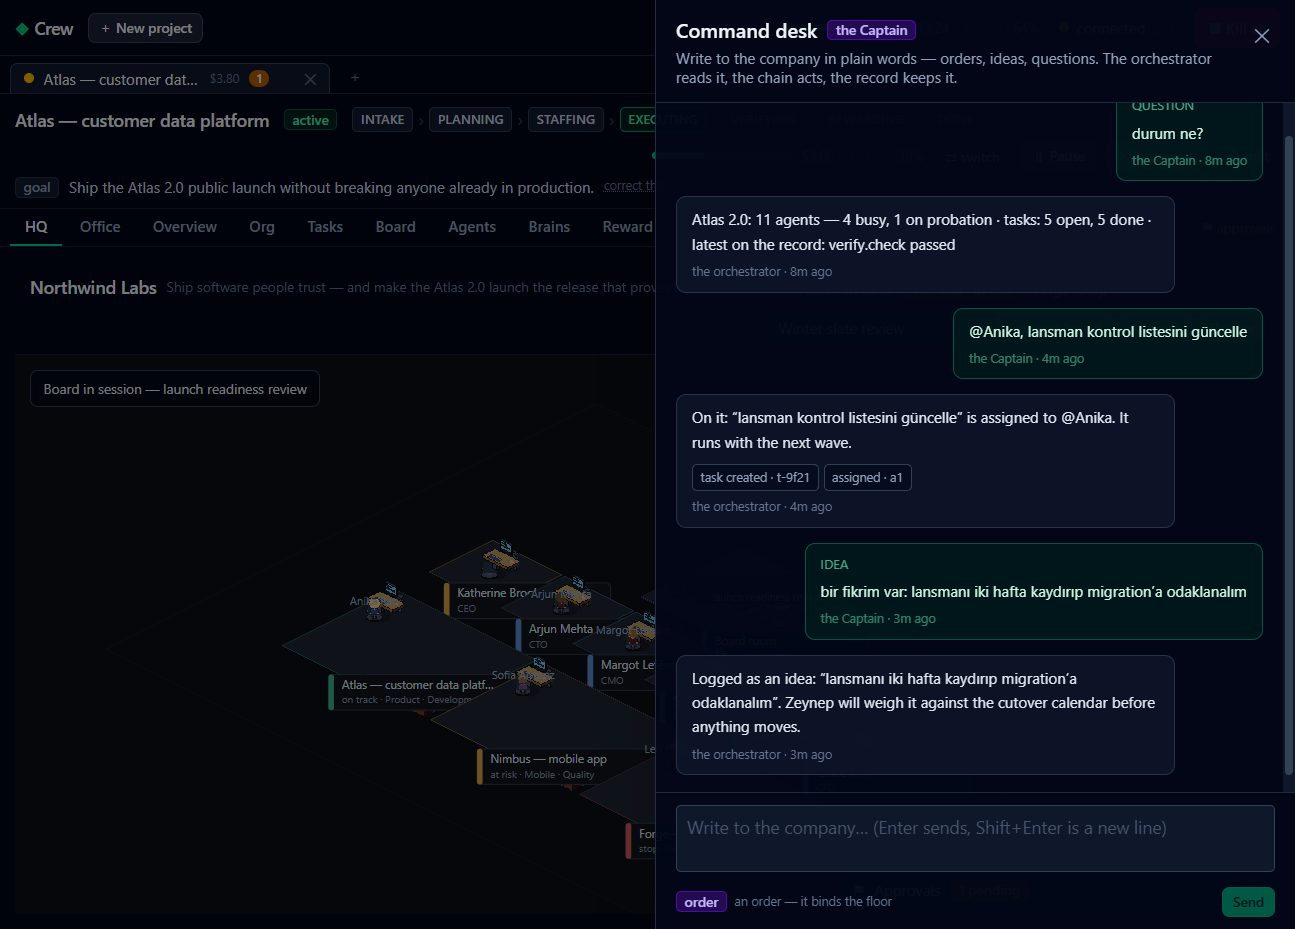 Crew
+ New project
Atlas — customer dat... $3.80 1
+
Atlas — customer data platform active INTAKE › PLANNING › STAFFING › EXECUTING
goal Ship the Atlas 2.0 public launch without breaking anyone already in production. correct th
HQ Office Overview Org Tasks Board Agents Brains Reward
Northwind Labs Ship software people trust — and make the Atlas 2.0 launch the release that prov
Board in session — launch readiness review
Katherine
CEO
Arjun Mehta
Anik
Arjun Mehta
CTO
Margot
Margot Le
CMO
Sofia
Atlas — customer data platf...
on track · Product · Developm
Nimbus — mobile app
at risk · Mobile · Quality
Le
For
stop
Command desk the Captain
Write to the company in plain words — orders, ideas, questions. The orchestrator
reads it, the chain acts, the record keeps it.
QUESTION
durum ne?
the Captain · 8m ago
Atlas 2.0: 11 agents — 4 busy, 1 on probation · tasks: 5 open, 5 done ·
latest on the record: verify.check passed
the orchestrator · 8m ago
@Anika, lansman kontrol listesini güncelle
the Captain · 4m ago
On it: “lansman kontrol listesini güncelle” is assigned to @Anika. It
runs with the next wave.
task created · t-9f21 assigned · a1
the orchestrator · 4m ago
IDEA
bir fikrim var: lansmanı iki hafta kaydırıp migration’a odaklanalım
the Captain · 3m ago
Logged as an idea: “lansmanı iki hafta kaydırıp migration’a
odaklanalım”. Zeynep will weigh it against the cutover calendar before
anything moves.
the orchestrator · 3m ago
Write to the company... (Enter sends, Shift+Enter is a new line)
order an order — it binds the floor
Send